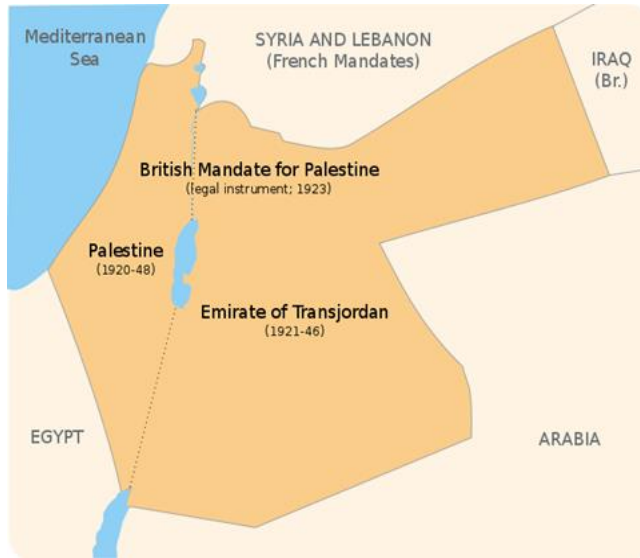 Mediterranean
Sea
SYRIA AND LEBANON
(French Mandates)
IRAQ
(Br.)
British Mandate for Palestine
(legal instrument; 1923)
Palestine
(1920-48)
Emirate of Transjordan
(1921-46)
EGYPT
ARABIA